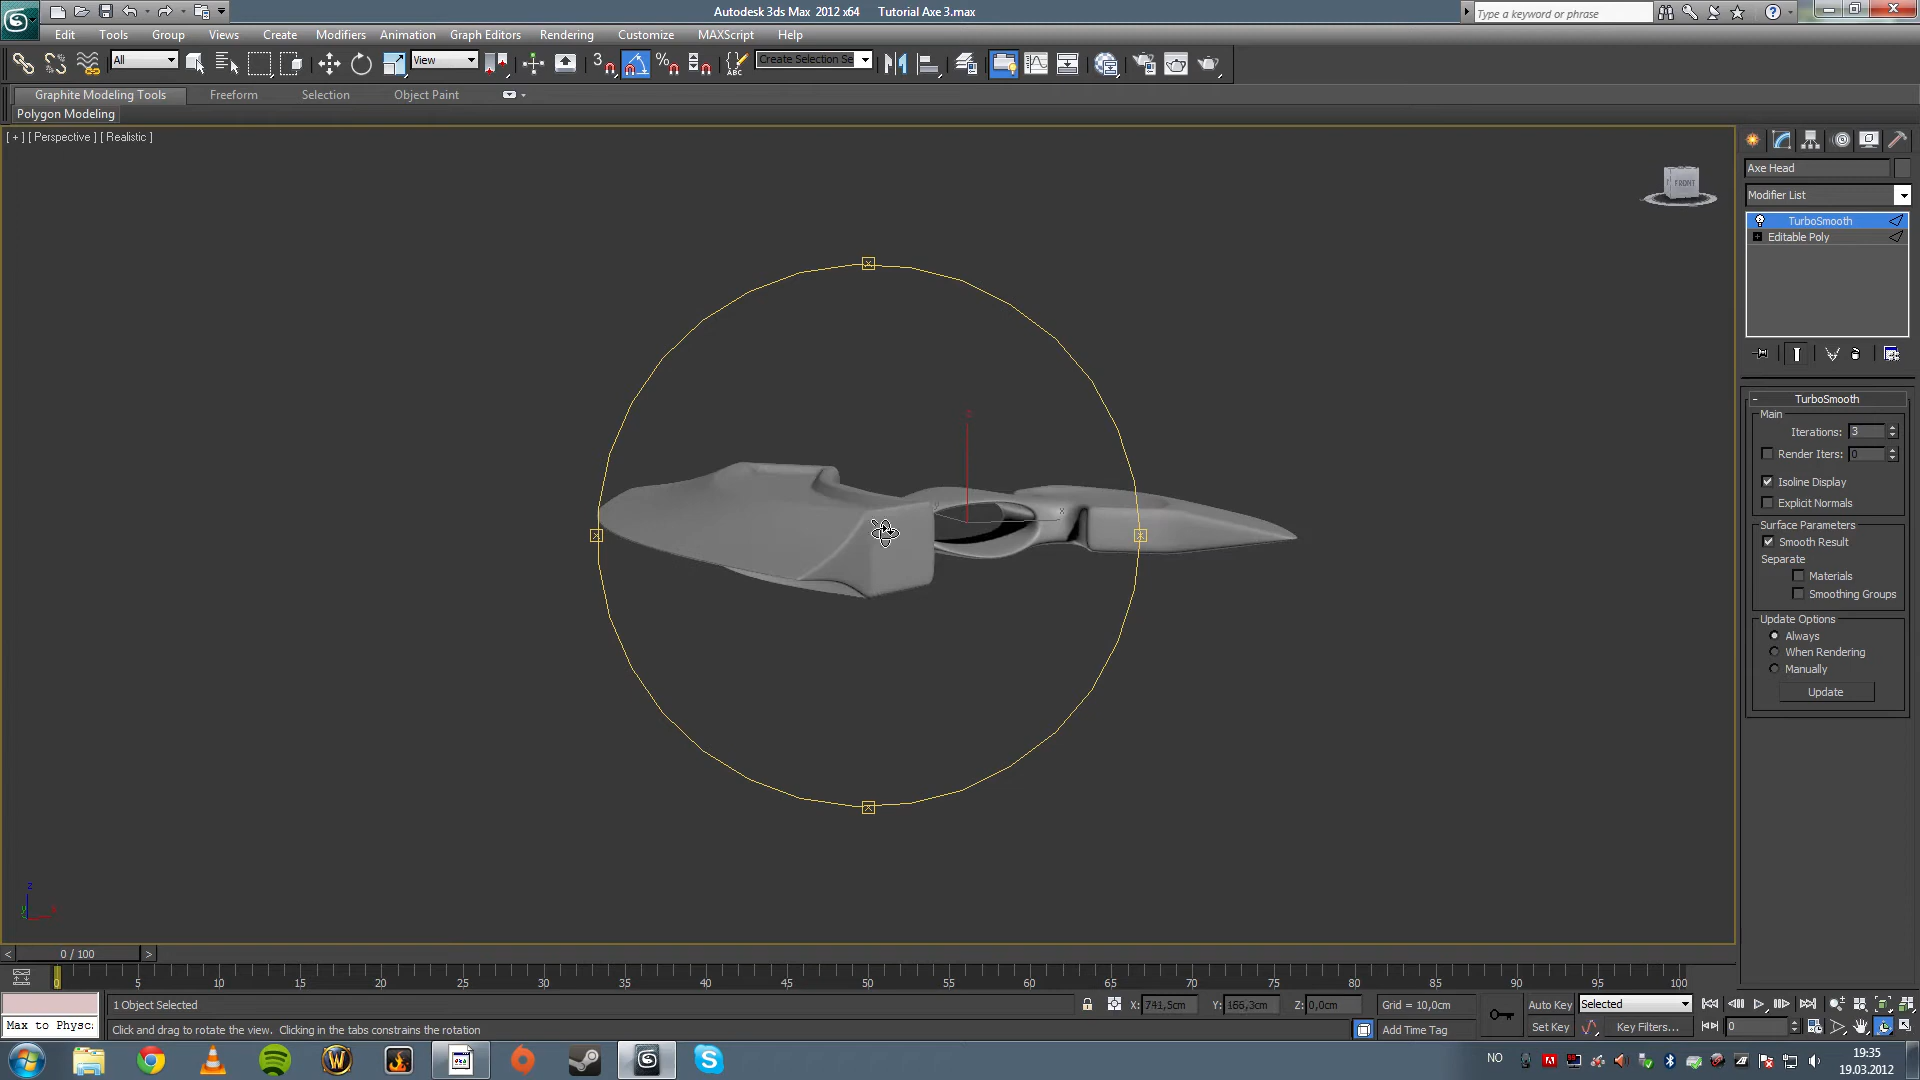 Autodesk 3ds Max 2012 x64 Tutorial Axe 3.max
Type a keyword or phrase
Edit Tools Group Views Create Modifiers Animation Graph Editors Rendering Customize MAXScript Help
All View 3 % ABC Create Selection Se
Graphite Modeling Tools Freeform Selection Object Paint
Polygon Modeling
[ + ] [ Perspective ] [ Realistic ]
FRONT
Axe Head
Modifier List
TurboSmooth
Editable Poly
TurboSmooth
Main
Iterations: 3
Render Iters: 0
Isoline Display
Explicit Normals
Surface Parameters
Smooth Result
Separate
Materials
Smoothing Groups
Update Options
Always
When Rendering
Manually
Update
z
x
z
y
x
< 0 / 100 >
0 5 10 15 20 25 30 35 40 45 50 55 60 65 70 75 80 85 90 95 100
1 Object Selected
X: 741,5cm Y: 166,3cm Z: 0,0cm Grid = 10,0cm
Auto Key Selected
Max to Physc:
Click and drag to rotate the view. Clicking in the tabs constrains the rotation
Add Time Tag
Set Key Key Filters... 0
NO
19:35
19.03.2012